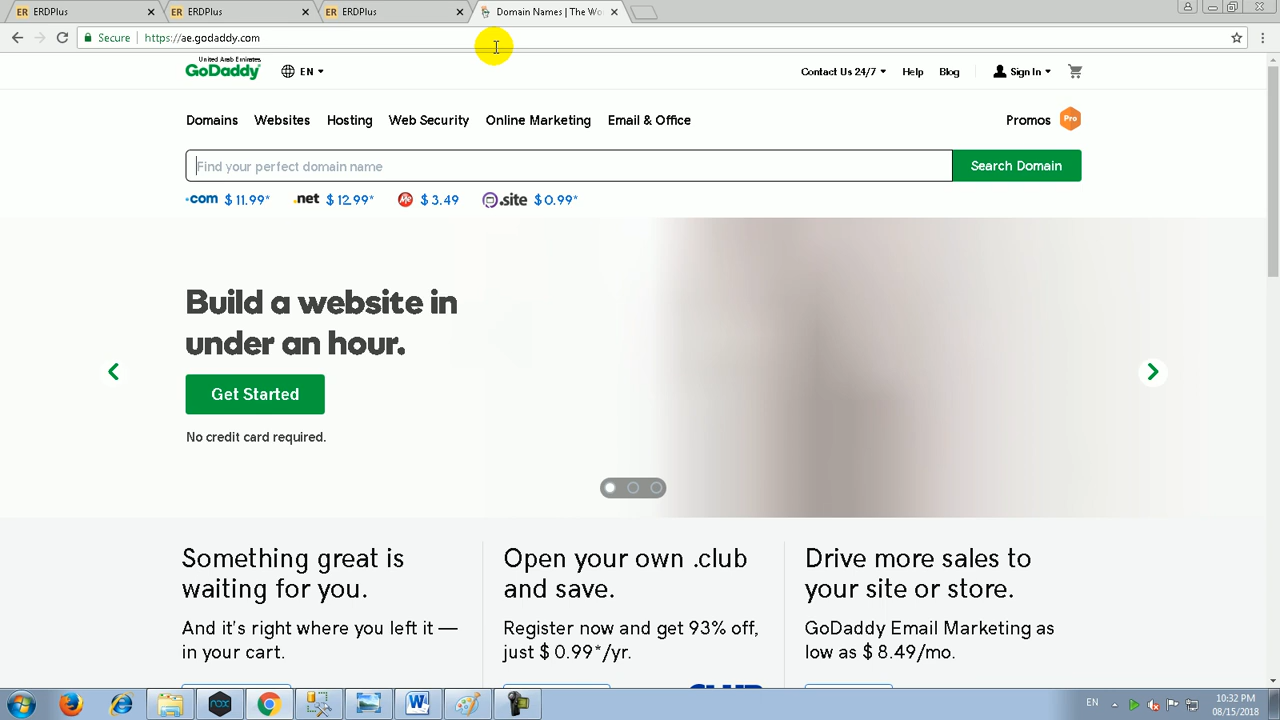 ERDPlus
ERDPlus
ERDPlus
Domain Names | The Wo
Secure
https://ae.godaddy.com
United Arab Emirates
GoDaddy
EN
Contact Us 24/7
Help
Blog
Sign In
Domains
Websites
Hosting
Web Security
Online Marketing
Email & Office
Promos
Pro
Find your perfect domain name
Search Domain
.com $ 11.99*
.net $ 12.99*
Me $ 3.49
.site $ 0.99*
Build a website in
under an hour.
Get Started
No credit card required.
Something great is
waiting for you.
And it's right where you left it —
in your cart.
Open your own .club
and save.
Register now and get 93% off,
just $ 0.99*/yr.
Drive more sales to
your site or store.
GoDaddy Email Marketing as
low as $ 8.49/mo.
nox
EN
10:32 PM
08/15/2018